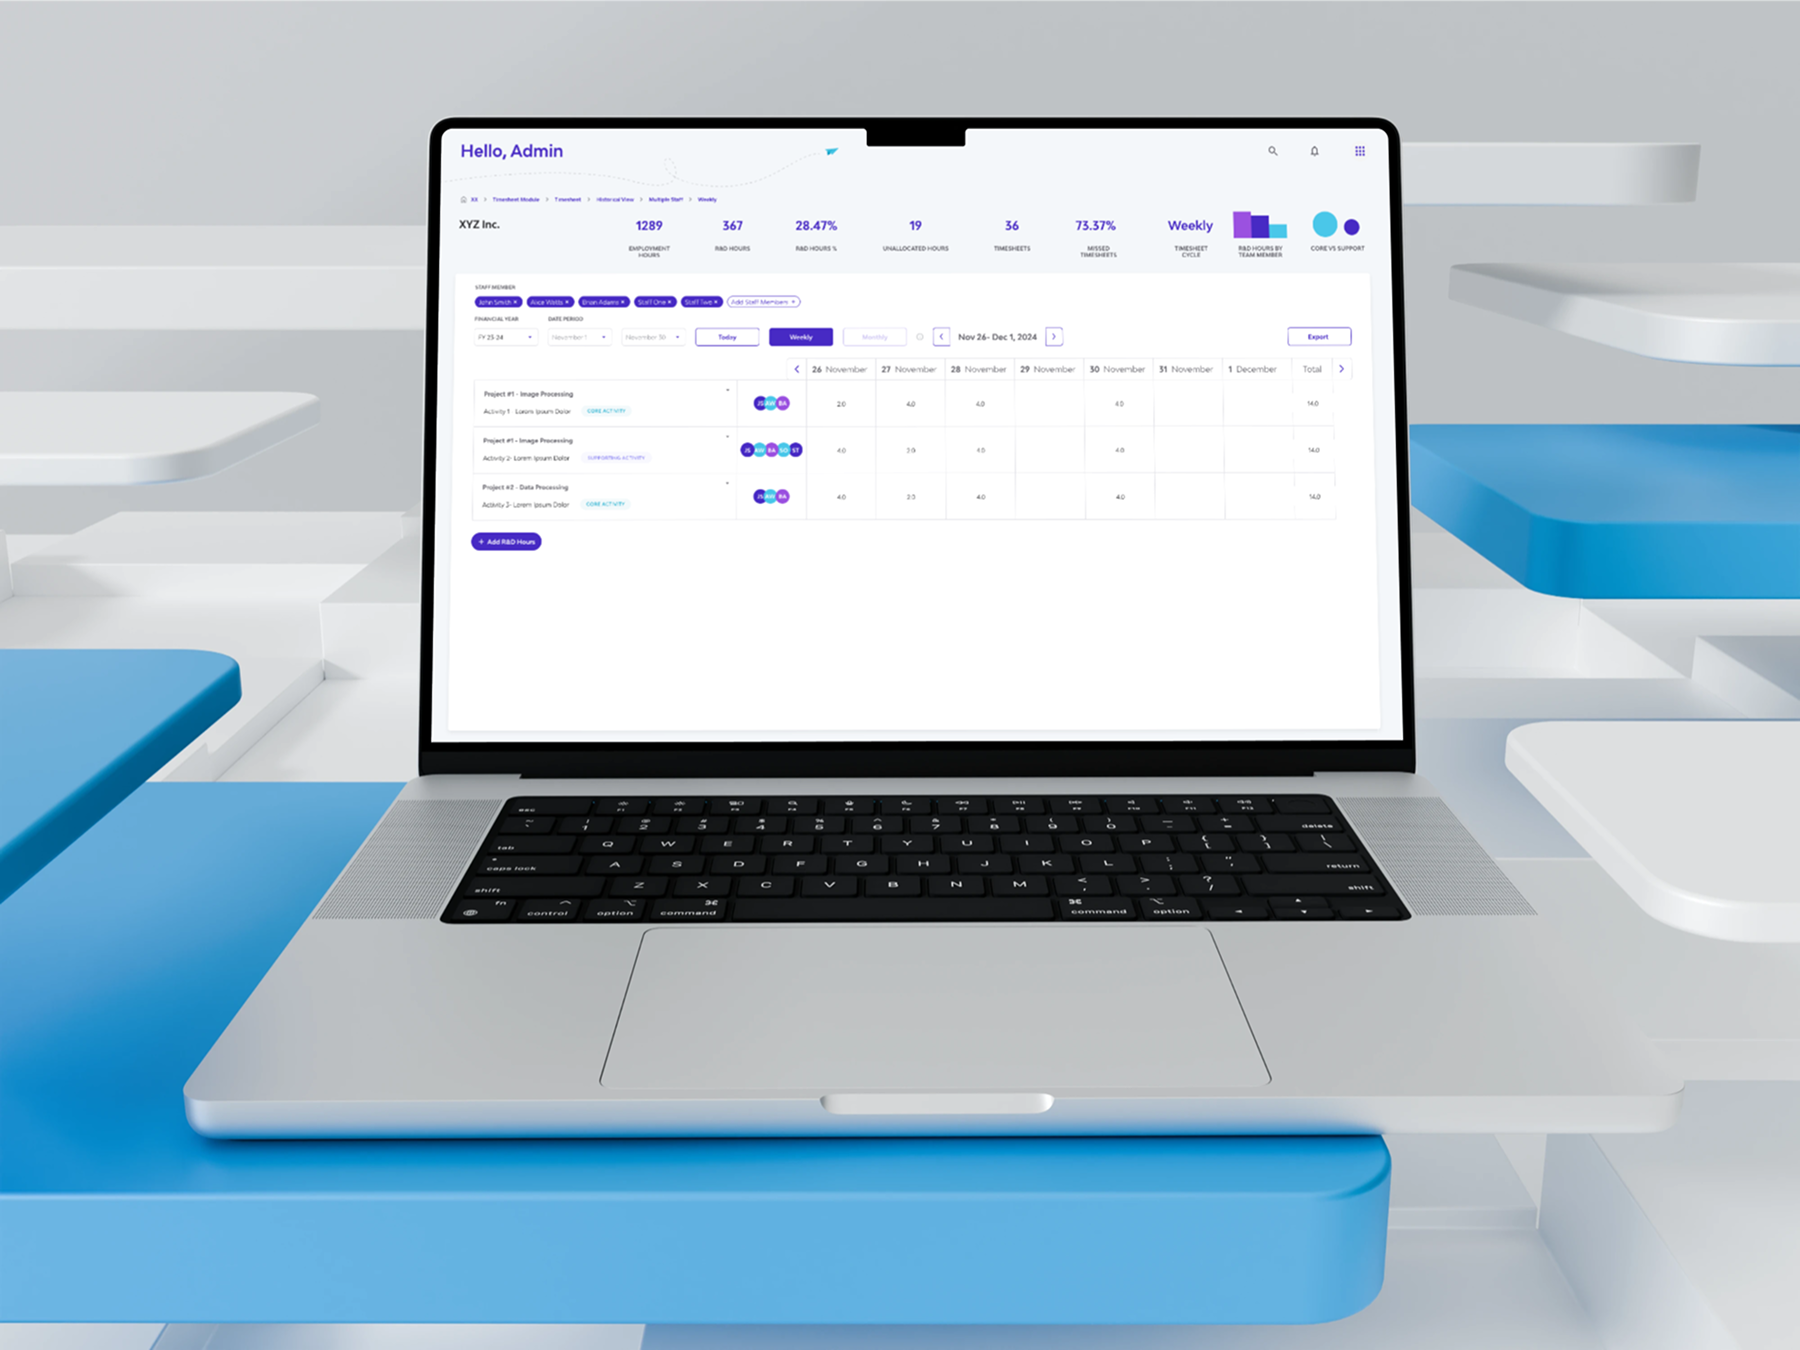 Hello, Admin
XX > Timesheet Module > Timesheet > Historical View > Multiple Staff > Weekly
XYZ Inc.
1289 367 28.47% 19 36 73.37% Weekly
EMPLOYMENT HOURS R&D HOURS R&D HOURS % UNALLOCATED HOURS TIMESHEETS MISSED TIMESHEETS TIMESHEET CYCLE R&D HOURS BY TEAM MEMBER CORE VS SUPPORT
STAFF MEMBER
John Smith × Alice Watts × Brian Adams × Staff One × Staff Two × Add Staff Members
FINANCIAL YEAR DATE PERIOD
FY 23-24 November 1 November 30 Today Weekly Monthly < Nov 26- Dec 1, 2024 > Export
< 26 November 27 November 28 November 29 November 30 November 31 November 1 December Total >
Project #1 - Image Processing
Activity 1 - Lorem Ipsum Dolor CORE ACTIVITY JS AW BA 2.0 4.0 4.0 4.0 14.0
Project #1 - Image Processing
Activity 2- Lorem Ipsum Dolor SUPPORTING ACTIVITY JS AW BA SO ST 4.0 2.0 4.0 4.0 14.0
Project #2 - Data Processing
Activity 3- Lorem Ipsum Dolor CORE ACTIVITY JS AW BA 4.0 2.0 4.0 4.0 14.0
+ Add R&D Hours
esc F1 F2 F3 F4 F5 F6 F7 F8 F9 F10 F11 F12
~ ` 1 @ 2 # 3 $ 4 % 5 ^ 6 & 7 * 8 ( 9 ) 0 — - + = delete
tab Q W E R T Y U I O P { [ } ] | \
caps lock A S D F G H J K L : ; " ' return
shift Z X C V B N M < , > . ? / shift
fn control option ⌘ command ⌘ command option